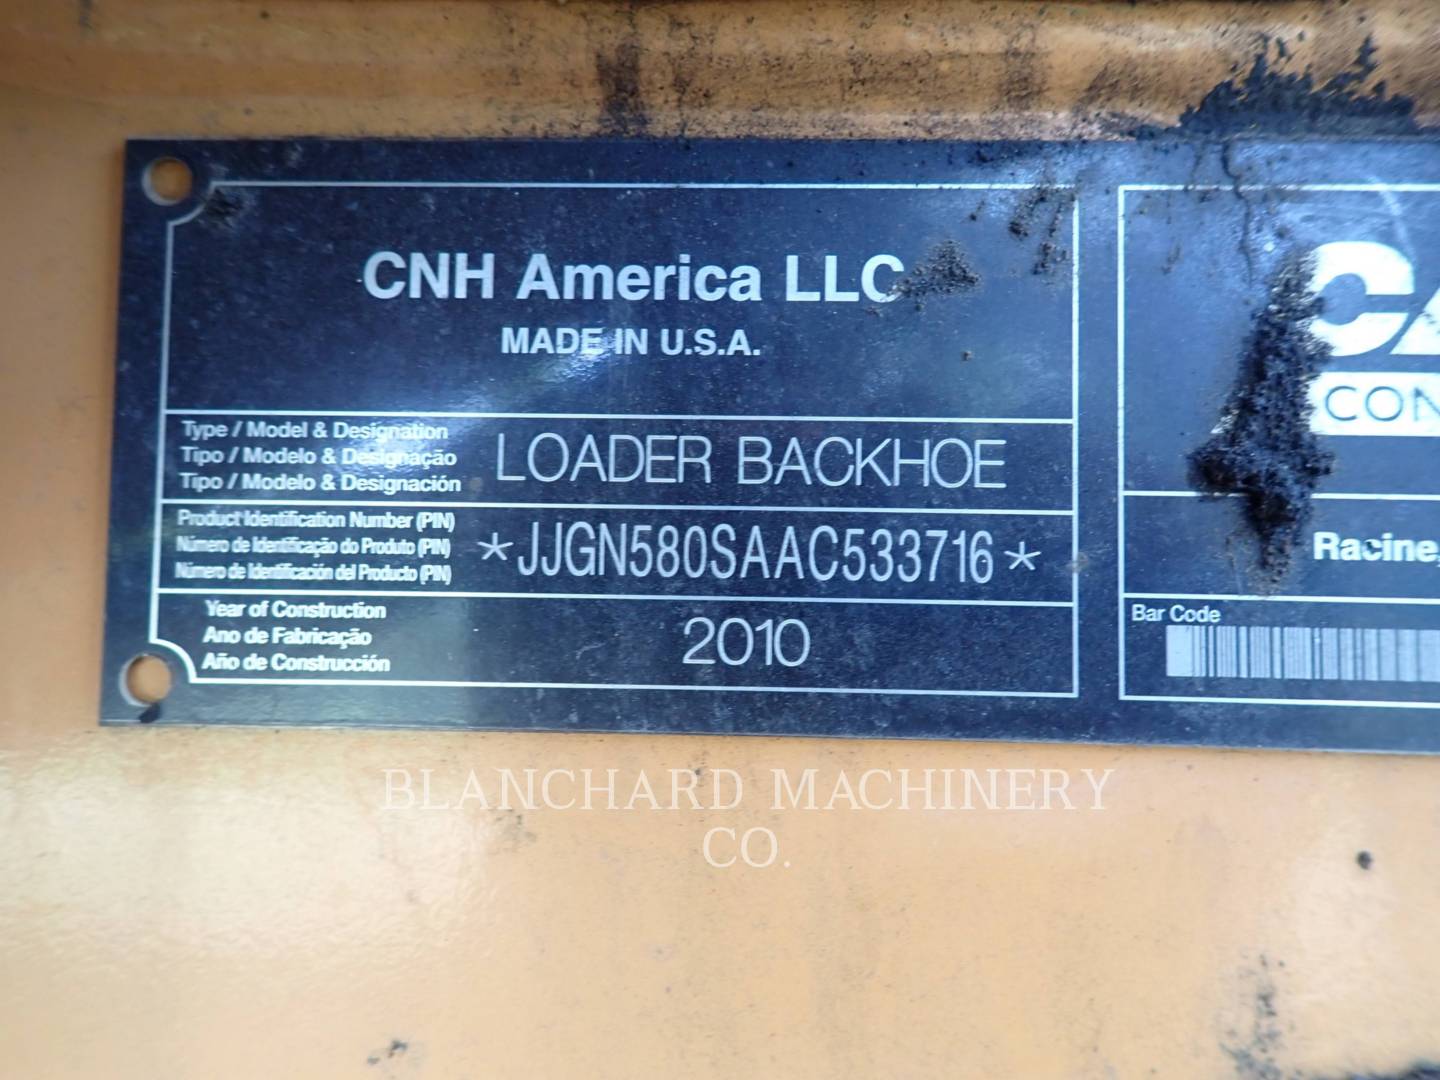 CNH America LLC
MADE IN U.S.A.
Type / Model & Designation
Tipo / Modelo & Designação
Tipo / Modelo & Designación
LOADER BACKHOE
Product Identification Number (PIN)
Número de Identificação do Produto (PIN)
Número de Identificación del Producto (PIN)
*JJGN580SAAC533716*
Year of Construction
Ano de Fabricação
Año de Construcción
2010
CA
CON
Racine,
Bar Code
BLANCHARD MACHINERY
CO.